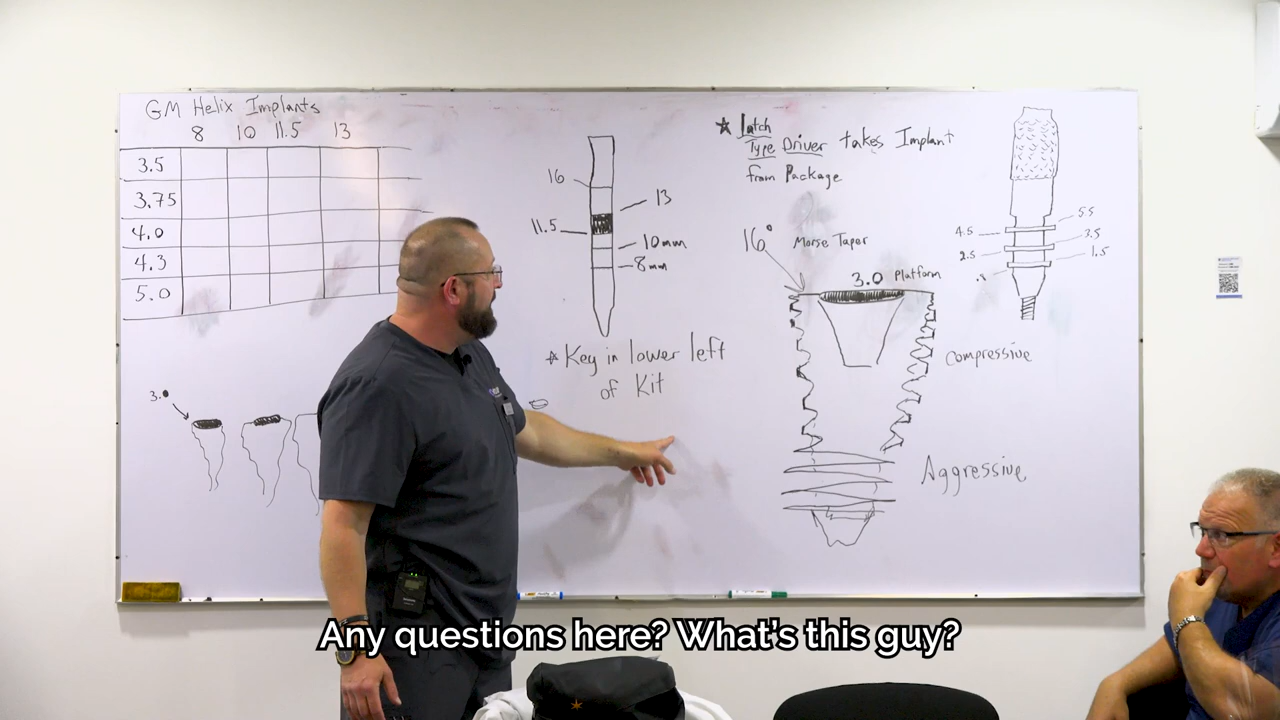 GM Helix Implants
8 10 11.5 13
3.5
3.75
4.0
4.3
5.0
3.0
16
13
11.5
10mm
8mm
☆ Key in lower left
of Kit
★ Latch
Type Driver takes Implant
from Package
16° Morse Taper
3.0 Platform
Compressive
Aggressive
5.5
4.5
3.5
2.5
1.5
Any questions here? What's this guy?